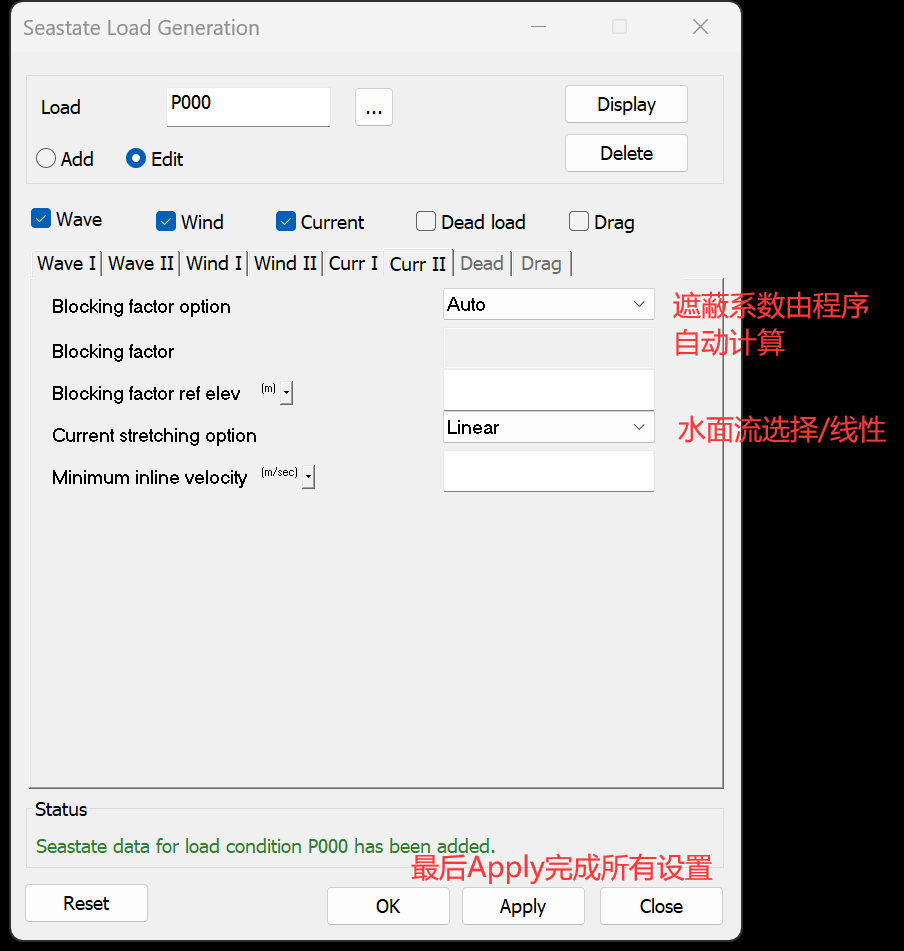 Seastate Load Generation
Load P000 ... Display
Add Edit Delete
Wave Wind Current Dead load Drag
Wave I Wave II Wind I Wind II Curr I Curr II Dead Drag
Blocking factor option Auto 遮蔽系数由程序
自动计算
Blocking factor
Blocking factor ref elev (m)
Current stretching option Linear 水面流选择/线性
Minimum inline velocity (m/sec)
Status
Seastate data for load condition P000 has been added.
最后Apply完成所有设置
Reset OK Apply Close